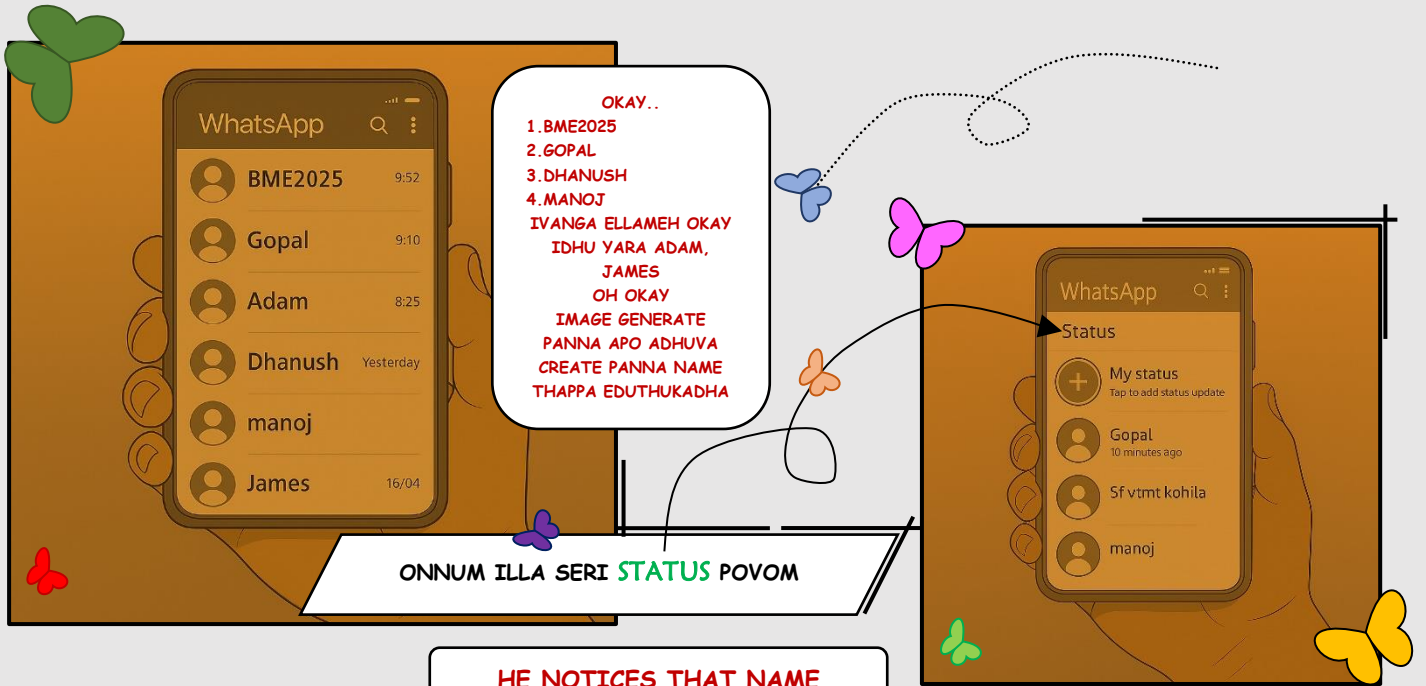 WhatsApp
BME2025 9:52
Gopal 9:10
Adam 8:25
Dhanush Yesterday
manoj
James 16/04
OKAY..
1.BME2025
2.GOPAL
3.DHANUSH
4.MANOJ
IVANGA ELLAMEH OKAY
IDHU YARA ADAM,
JAMES
OH OKAY
IMAGE GENERATE
PANNA APO ADHUVA
CREATE PANNA NAME
THAPPA EDUTHUKADHA
ONNUM ILLA SERI STATUS POVOM
WhatsApp
Status
My status
Tap to add status update
Gopal
10 minutes ago
Sf vtmt kohila
manoj
HE NOTICES THAT NAME